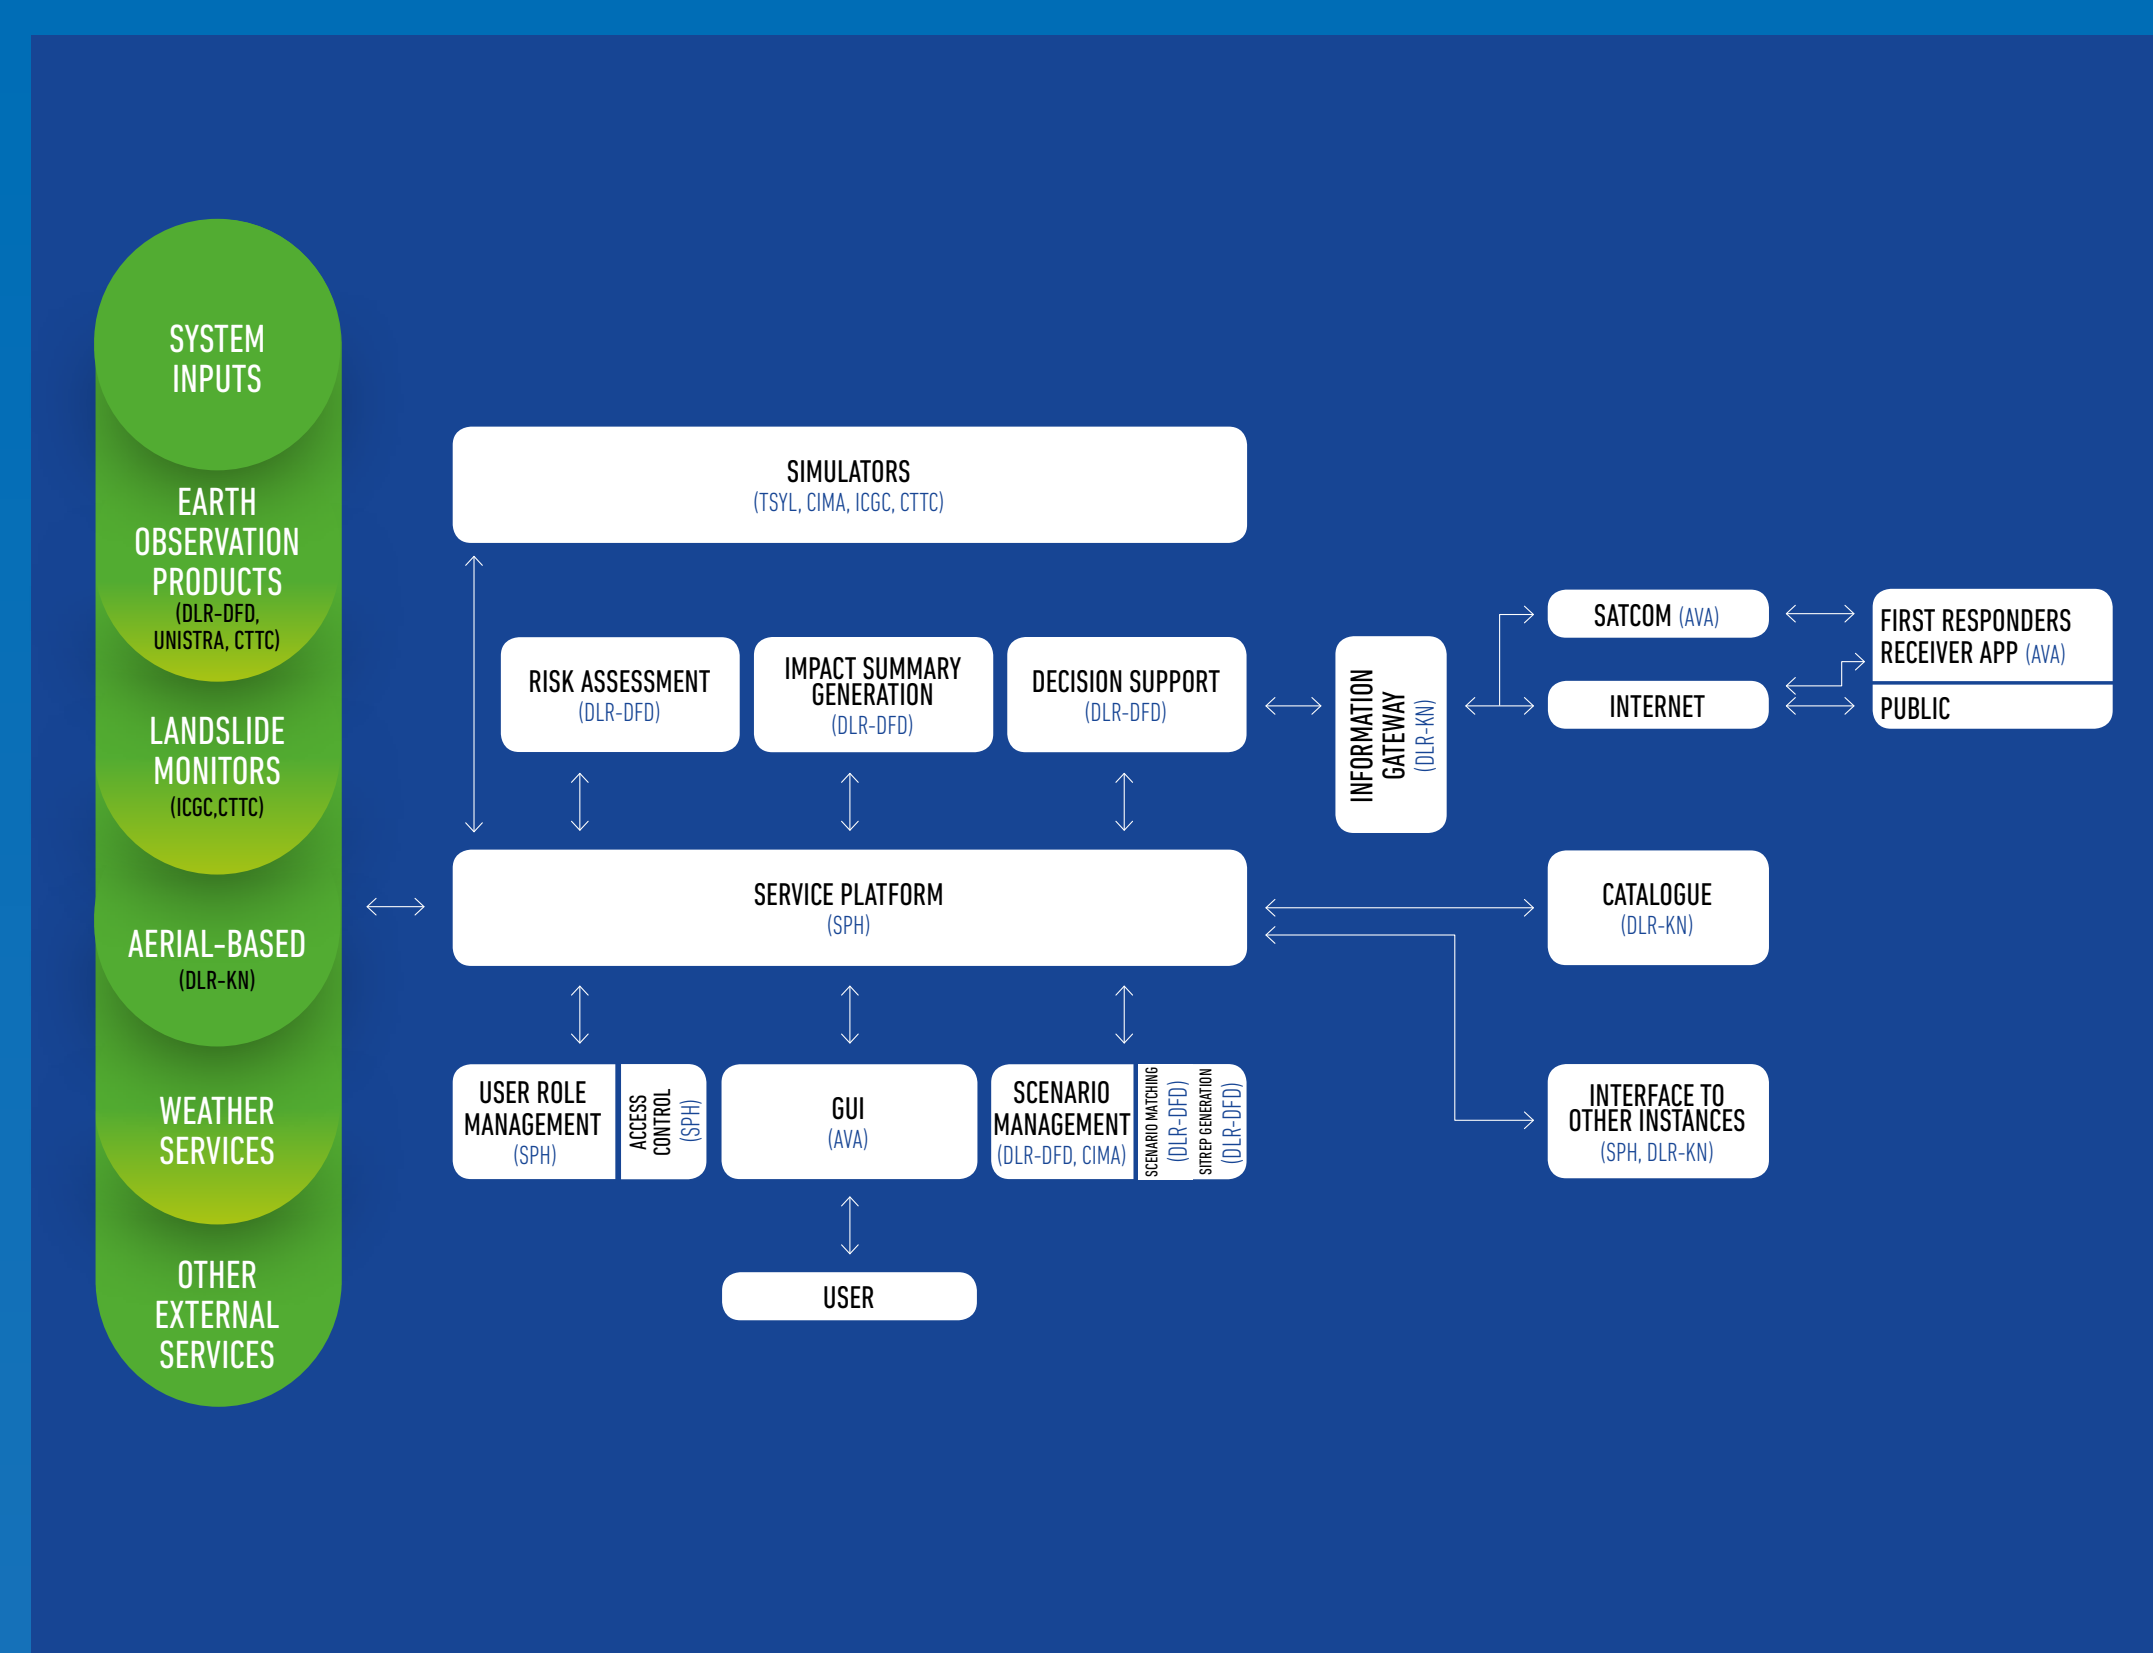 SYSTEM
INPUTS
EARTH
OBSERVATION
PRODUCTS
(DLR-DFD,
UNISTRA, CTTC)
LANDSLIDE
MONITORS
(ICGC,CTTC)
AERIAL-BASED
(DLR-KN)
WEATHER
SERVICES
OTHER
EXTERNAL
SERVICES
SIMULATORS
(TSYL, CIMA, ICGC, CTTC)
RISK ASSESSMENT
(DLR-DFD)
IMPACT SUMMARY
GENERATION
(DLR-DFD)
DECISION SUPPORT
(DLR-DFD)
INFORMATION
GATEWAY
(DLR-KN)
SATCOM (AVA)
INTERNET
FIRST RESPONDERS
RECEIVER APP (AVA)
PUBLIC
SERVICE PLATFORM
(SPH)
CATALOGUE
(DLR-KN)
USER ROLE
MANAGEMENT
(SPH)
ACCESS
CONTROL
(SPH)
GUI
(AVA)
SCENARIO
MANAGEMENT
(DLR-DFD, CIMA)
SCENARIO MATCHING
(DLR-DFD)
SITREP GENERATION
(DLR-DFD)
INTERFACE TO
OTHER INSTANCES
(SPH, DLR-KN)
USER